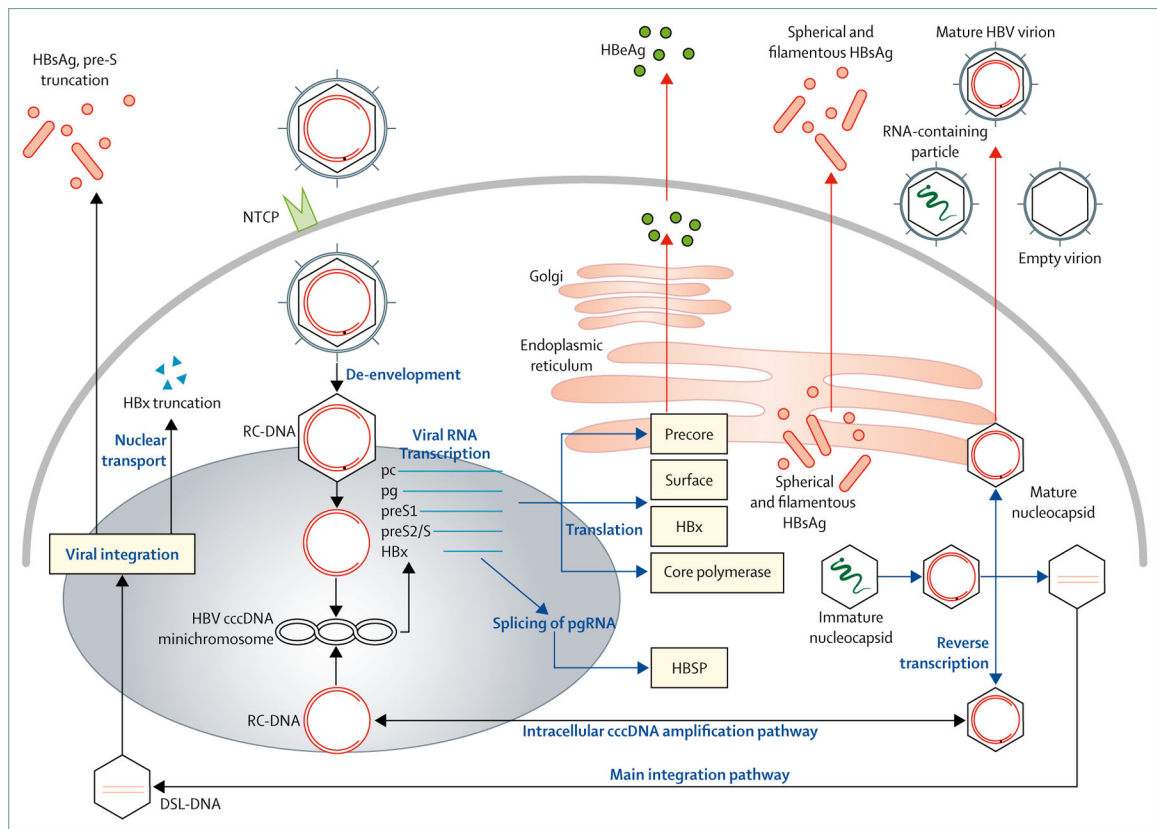 HBsAg, pre-S
truncation
HBeAg
Spherical and
filamentous HBsAg
Mature HBV virion
RNA-containing
particle
Empty virion
NTCP
Golgi
Endoplasmic
reticulum
De-envelopment
HBx truncation
Nuclear
transport
RC-DNA
Viral RNA
Transcription
pc
pg
preS1
preS2/S
HBx
Translation
Precore
Surface
HBx
Core polymerase
Spherical
and filamentous
HBsAg
Mature
nucleocapsid
Viral integration
HBV cccDNA
minichromosome
Splicing of pgRNA
HBSP
Immature
nucleocapsid
Reverse
transcription
RC-DNA
Intracellular cccDNA amplification pathway
Main integration pathway
DSL-DNA